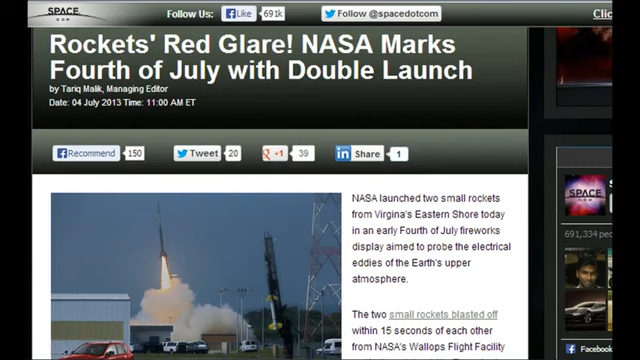 SPACE
.COM
Follow Us:
Like
691k
Follow @spacedotcom
Clic
Rockets' Red Glare! NASA Marks
Fourth of July with Double Launch
by Tariq Malik, Managing Editor
Date: 04 July 2013 Time: 11:00 AM ET
Recommend
150
Tweet
20
+1
39
Share
1
NASA launched two small rockets
from Virgina's Eastern Shore today
in an early Fourth of July fireworks
display aimed to probe the electrical
eddies of the Earth's upper
atmosphere.
The two small rockets blasted off
within 15 seconds of each other
from NASA's Wallops Flight Facility
SPACE
.COM
691,334 peo
Facebook